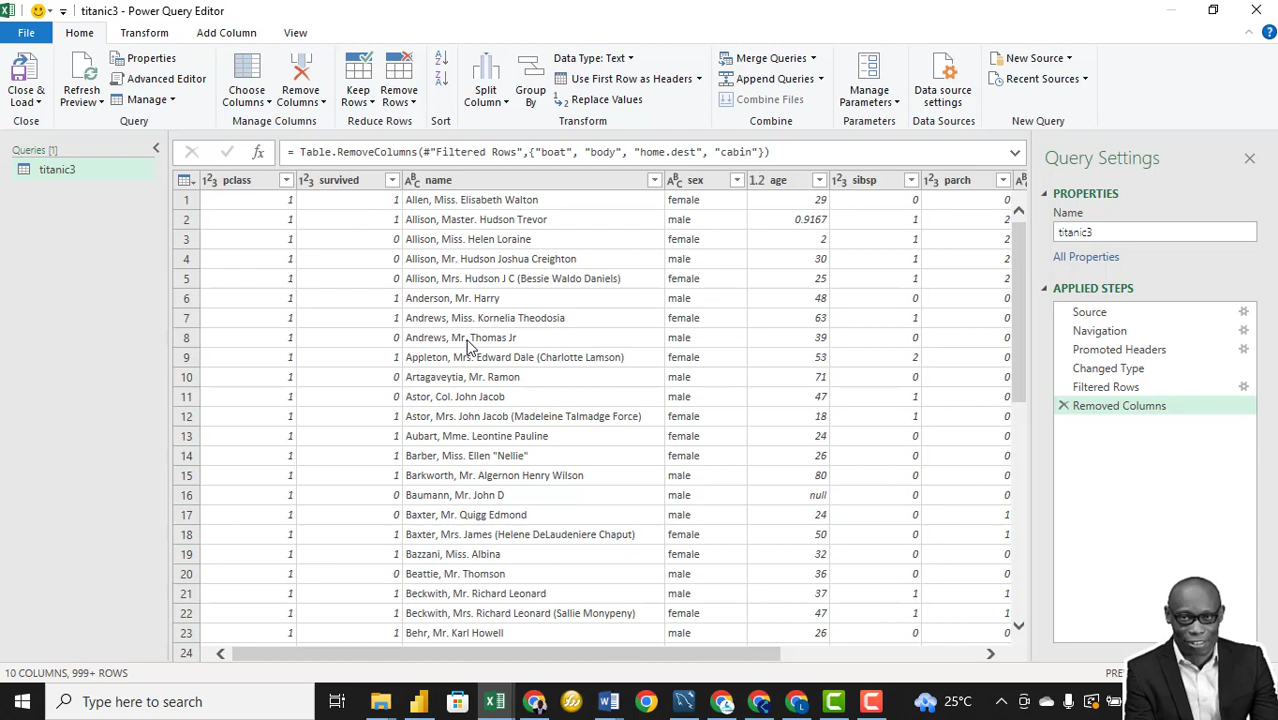 titanic3 - Power Query Editor
File Home Transform Add Column View
Close & Load
Close
Refresh Preview
Properties
Advanced Editor
Manage
Query
Choose Columns
Remove Columns
Manage Columns
Keep Rows
Remove Rows
Reduce Rows
Sort
Split Column
Group By
Data Type: Text
Use First Row as Headers
Replace Values
Transform
Merge Queries
Append Queries
Combine Files
Combine
Manage Parameters
Parameters
Data source settings
Data Sources
New Source
Recent Sources
New Query
Queries [1]
titanic3
= Table.RemoveColumns(#"Filtered Rows",{"boat", "body", "home.dest", "cabin"})
pclass survived name sex age sibsp parch
1 1 1 Allen, Miss. Elisabeth Walton female 29 0 0
2 1 1 Allison, Master. Hudson Trevor male 0.9167 1 2
3 1 0 Allison, Miss. Helen Loraine female 2 1 2
4 1 0 Allison, Mr. Hudson Joshua Creighton male 30 1 2
5 1 0 Allison, Mrs. Hudson J C (Bessie Waldo Daniels) female 25 1 2
6 1 1 Anderson, Mr. Harry male 48 0 0
7 1 1 Andrews, Miss. Kornelia Theodosia female 63 1 0
8 1 0 Andrews, Mr. Thomas Jr male 39 0 0
9 1 1 Appleton, Mrs. Edward Dale (Charlotte Lamson) female 53 2 0
10 1 0 Artagaveytia, Mr. Ramon male 71 0 0
11 1 0 Astor, Col. John Jacob male 47 1 0
12 1 1 Astor, Mrs. John Jacob (Madeleine Talmadge Force) female 18 1 0
13 1 1 Aubart, Mme. Leontine Pauline female 24 0 0
14 1 1 Barber, Miss. Ellen "Nellie" female 26 0 0
15 1 1 Barkworth, Mr. Algernon Henry Wilson male 80 0 0
16 1 0 Baumann, Mr. John D male null 0 0
17 1 0 Baxter, Mr. Quigg Edmond male 24 0 1
18 1 1 Baxter, Mrs. James (Helene DeLaudeniere Chaput) female 50 0 1
19 1 1 Bazzani, Miss. Albina female 32 0 0
20 1 0 Beattie, Mr. Thomson male 36 0 0
21 1 1 Beckwith, Mr. Richard Leonard male 37 1 1
22 1 1 Beckwith, Mrs. Richard Leonard (Sallie Monypeny) female 47 1 1
23 1 1 Behr, Mr. Karl Howell male 26 0 0
24
Query Settings
PROPERTIES
Name
titanic3
All Properties
APPLIED STEPS
Source
Navigation
Promoted Headers
Changed Type
Filtered Rows
Removed Columns
10 COLUMNS, 999+ ROWS
Type here to search
25°C